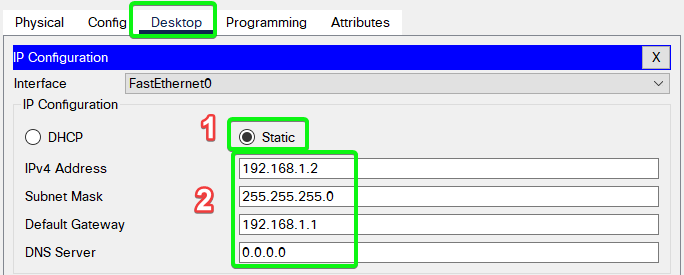 Physical Config Desktop Programming Attributes
IP Configuration X
Interface FastEthernet0
IP Configuration
DHCP 1 Static
IPv4 Address 192.168.1.2
Subnet Mask 255.255.255.0
2
Default Gateway 192.168.1.1
DNS Server 0.0.0.0